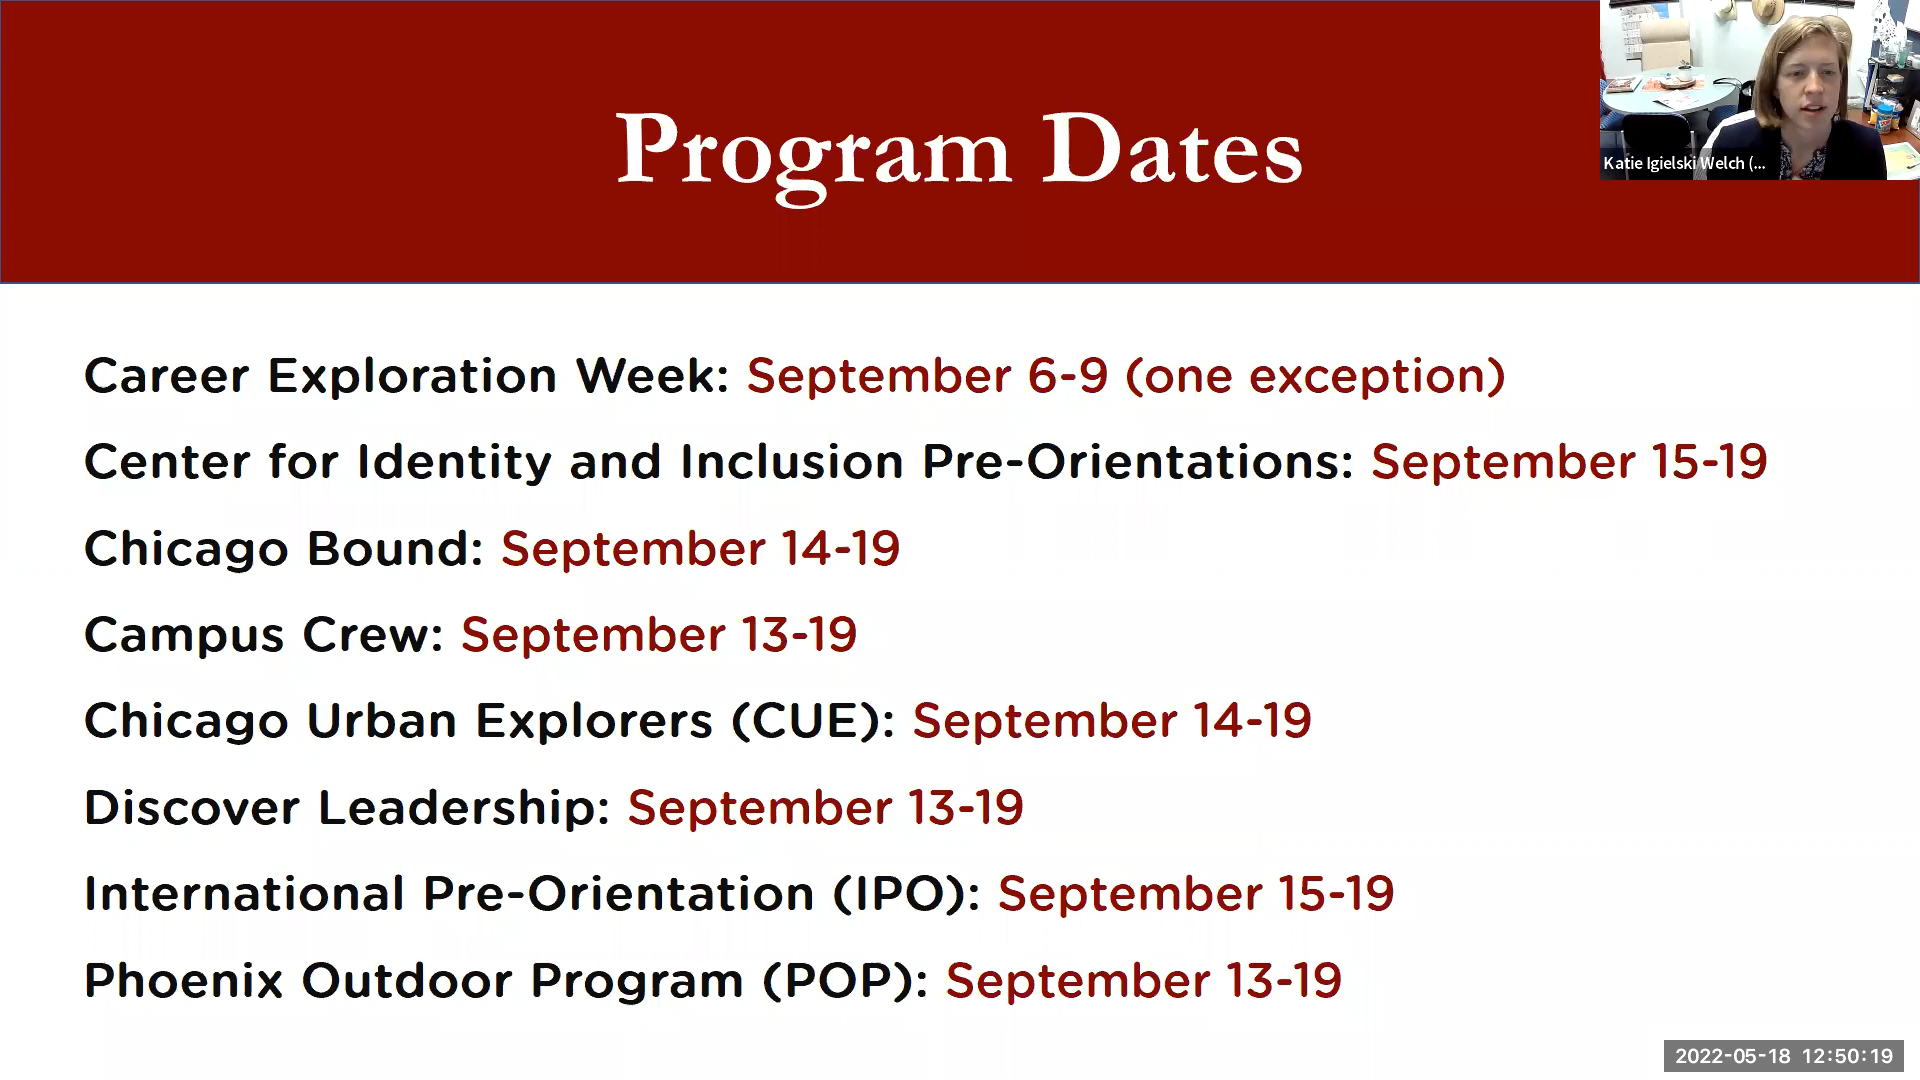 Program Dates
Katie Igielski Welch (...
Career Exploration Week: September 6-9 (one exception)
Center for Identity and Inclusion Pre-Orientations: September 15-19
Chicago Bound: September 14-19
Campus Crew: September 13-19
Chicago Urban Explorers (CUE): September 14-19
Discover Leadership: September 13-19
International Pre-Orientation (IPO): September 15-19
Phoenix Outdoor Program (POP): September 13-19
2022-05-18 12:50:19